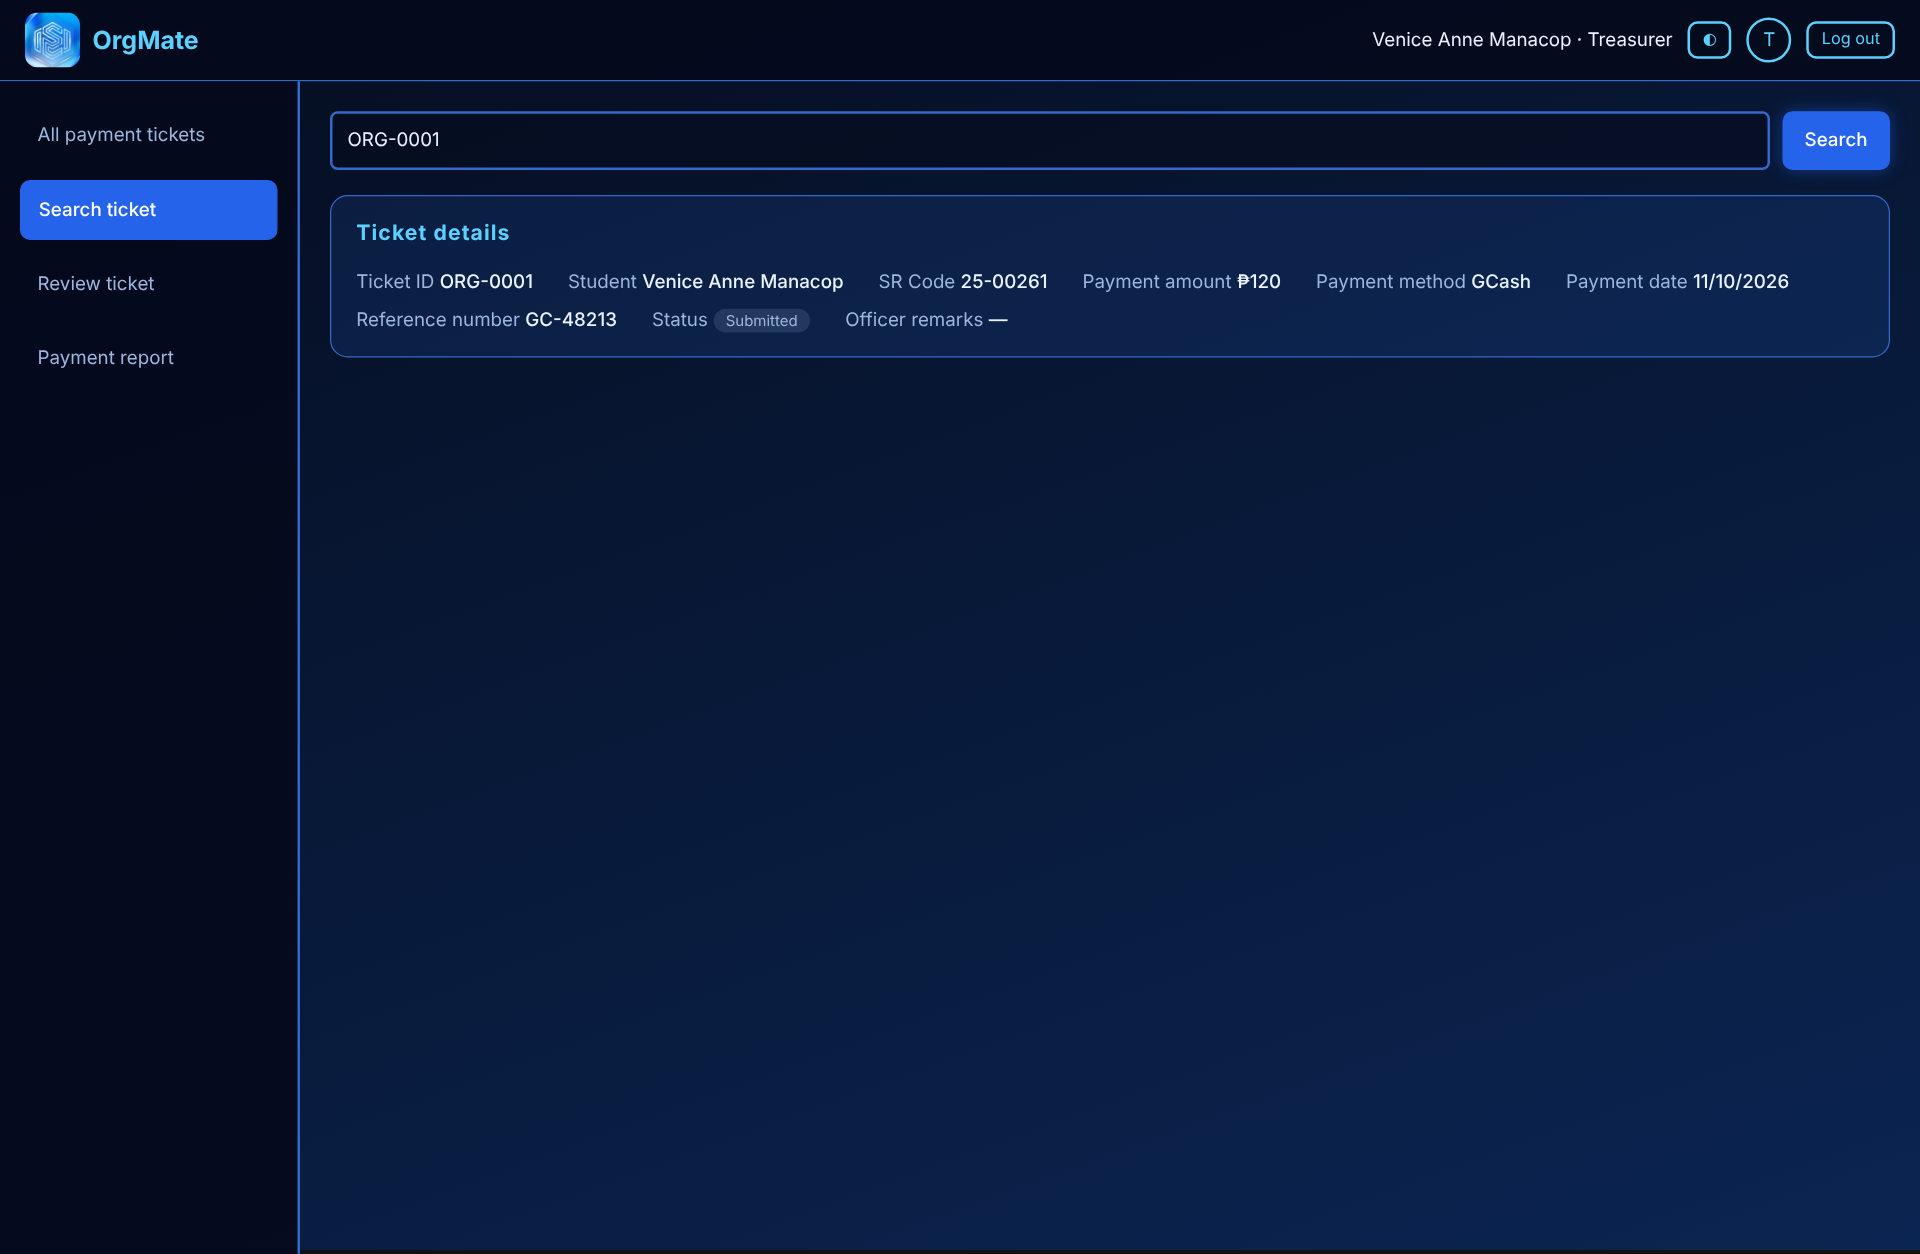 OrgMate
Venice Anne Manacop · Treasurer
T
Log out
All payment tickets
Search ticket
Review ticket
Payment report
ORG-0001
Search
Ticket details
Ticket ID ORG-0001 Student Venice Anne Manacop SR Code 25-00261 Payment amount ₱120 Payment method GCash Payment date 11/10/2026
Reference number GC-48213 Status Submitted Officer remarks —